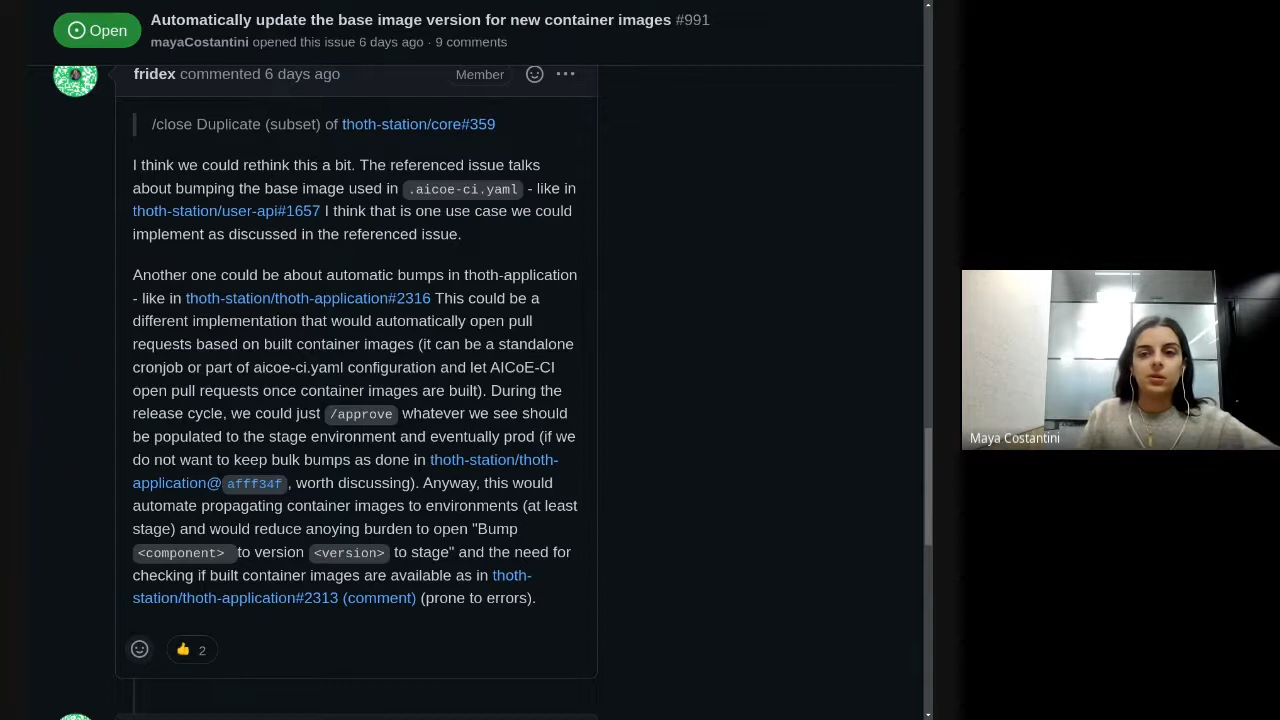 Open
Automatically update the base image version for new container images #991
mayaCostantini opened this issue 6 days ago · 9 comments
fridex commented 6 days ago
Member
/close Duplicate (subset) of thoth-station/core#359
I think we could rethink this a bit. The referenced issue talks
about bumping the base image used in .aicoe-ci.yaml - like in
thoth-station/user-api#1657 I think that is one use case we could
implement as discussed in the referenced issue.
Another one could be about automatic bumps in thoth-application
- like in thoth-station/thoth-application#2316 This could be a
different implementation that would automatically open pull
requests based on built container images (it can be a standalone
cronjob or part of aicoe-ci.yaml configuration and let AICoE-CI
open pull requests once container images are built). During the
release cycle, we could just /approve whatever we see should
be populated to the stage environment and eventually prod (if we
do not want to keep bulk bumps as done in thoth-station/thoth-
application@afff34f, worth discussing). Anyway, this would
automate propagating container images to environments (at least
stage) and would reduce anoying burden to open "Bump
<component> to version <version> to stage" and the need for
checking if built container images are available as in thoth-
station/thoth-application#2313 (comment) (prone to errors).
👍 2
Maya Costantini